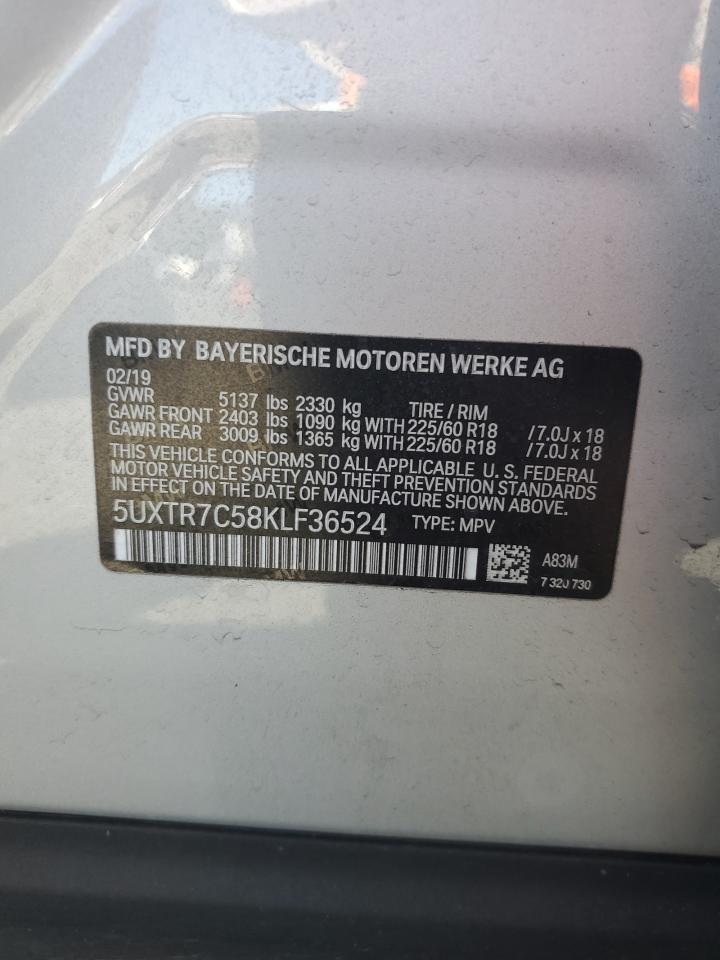 MFD BY BAYERISCHE MOTOREN WERKE AG
02/19
GVWR 5137 lbs 2330 kg TIRE / RIM
GAWR FRONT 2403 lbs 1090 kg WITH 225/60 R18 /7.0J x 18
GAWR REAR 3009 lbs 1365 kg WITH 225/60 R18 /7.0J x 18
THIS VEHICLE CONFORMS TO ALL APPLICABLE U.S. FEDERAL
MOTOR VEHICLE SAFETY AND THEFT PREVENTION STANDARDS
IN EFFECT ON THE DATE OF MANUFACTURE SHOWN ABOVE.
5UXTR7C58KLF36524 TYPE: MPV
A83M
7 320 730